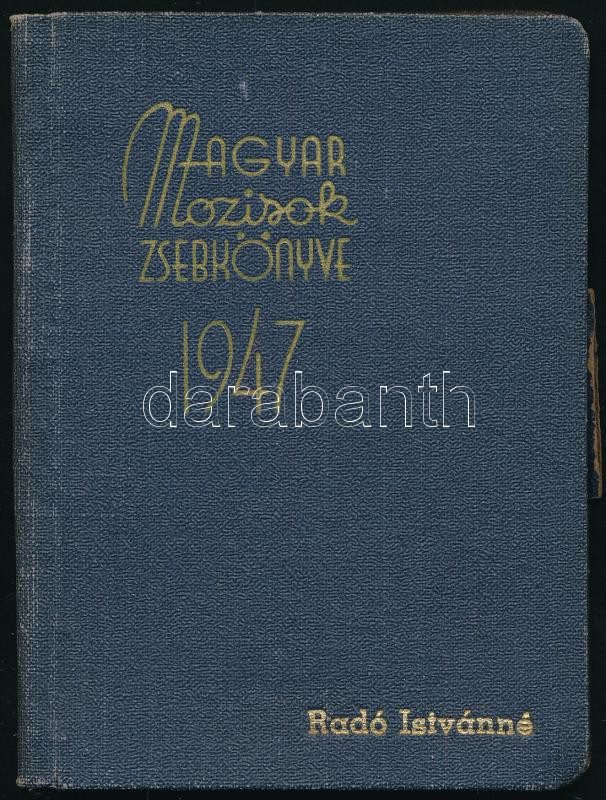 MAGYAR
Mozisok
ZSEBKÖNYVE
1947
darabanth
Radó Istvánné